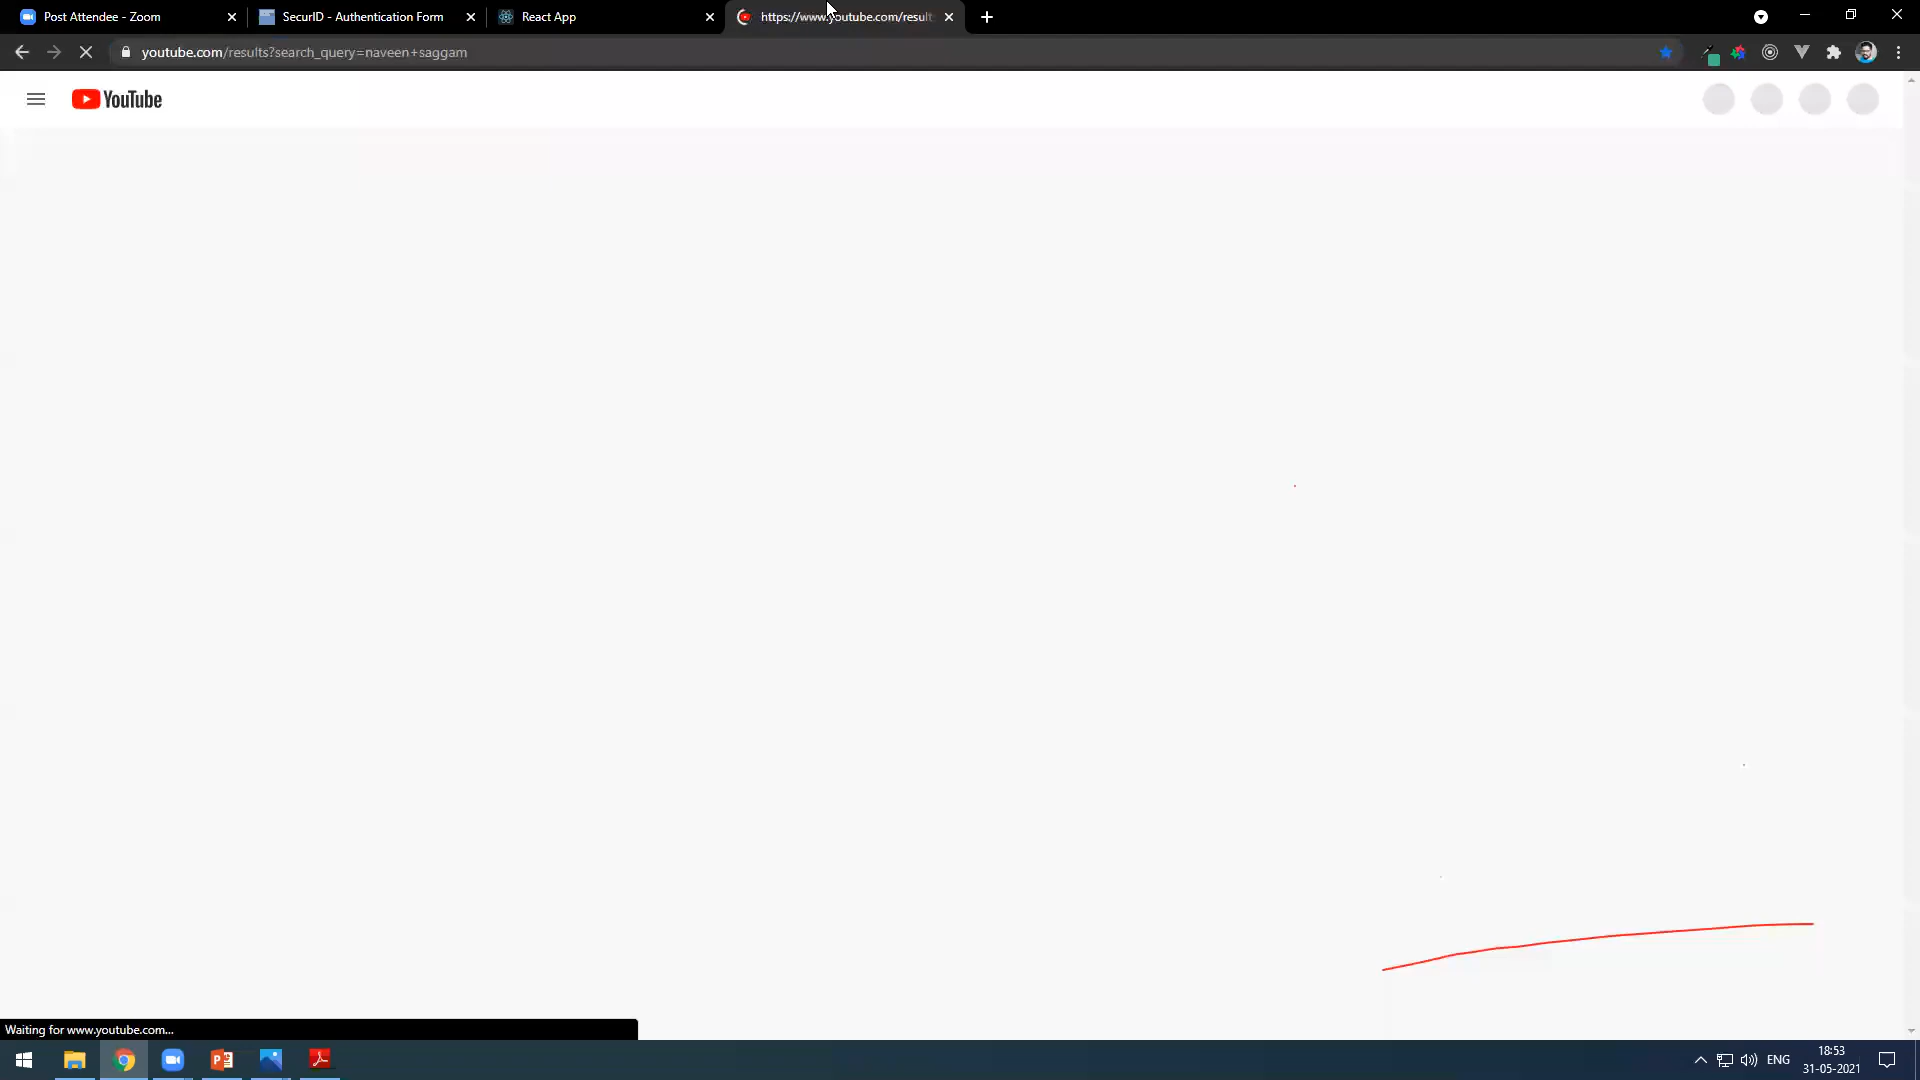 Post Attendee - Zoom
SecurID - Authentication Form
React App
https://www.youtube.com/result
youtube.com/results?search_query=naveen+saggam
YouTube
Waiting for www.youtube.com...
ENG
18:53
31-05-2021